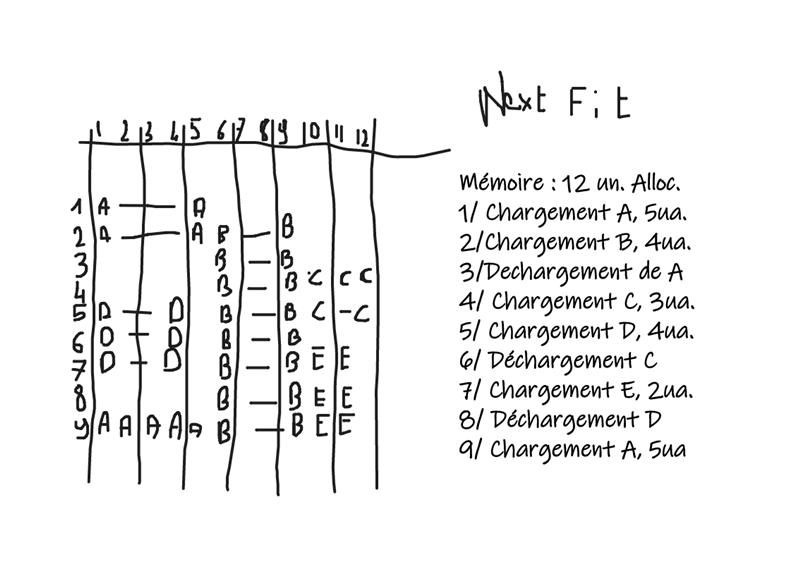 Next Fit
1 2 3 4 5 6 7 8 9 10 11 12
Mémoire : 12 un. Alloc.
1/ Chargement A, 5ua.
2/Chargement B, 4ua.
3/Dechargement de A
4/ Chargement C, 3ua.
5/ Chargement D, 4ua.
6/ Déchargement C
7/ Chargement E, 2ua.
8/ Déchargement D
9/ Chargement A, 5ua
1 A — A
2 A — A B — B
3 B — B
4 B — B C C C
5 D — D B — B C - C
6 D — D B — B
7 D — D B — B E E
8 B — B E E
9 A A A A A B — B E E